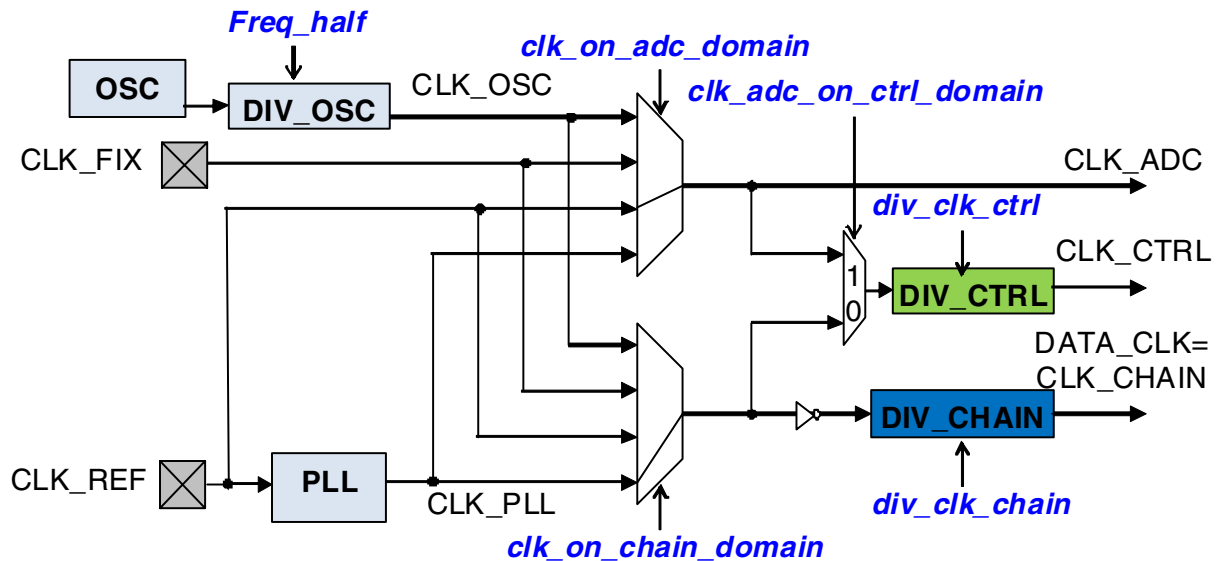 Freq_half
clk_on_adc_domain
OSC
DIV_OSC
CLK_OSC
clk_adc_on_ctrl_domain
CLK_FIX
CLK_ADC
div_clk_ctrl
CLK_CTRL
1
DIV_CTRL
0
DATA_CLK=
CLK_CHAIN
DIV_CHAIN
CLK_REF
PLL
CLK_PLL
div_clk_chain
clk_on_chain_domain